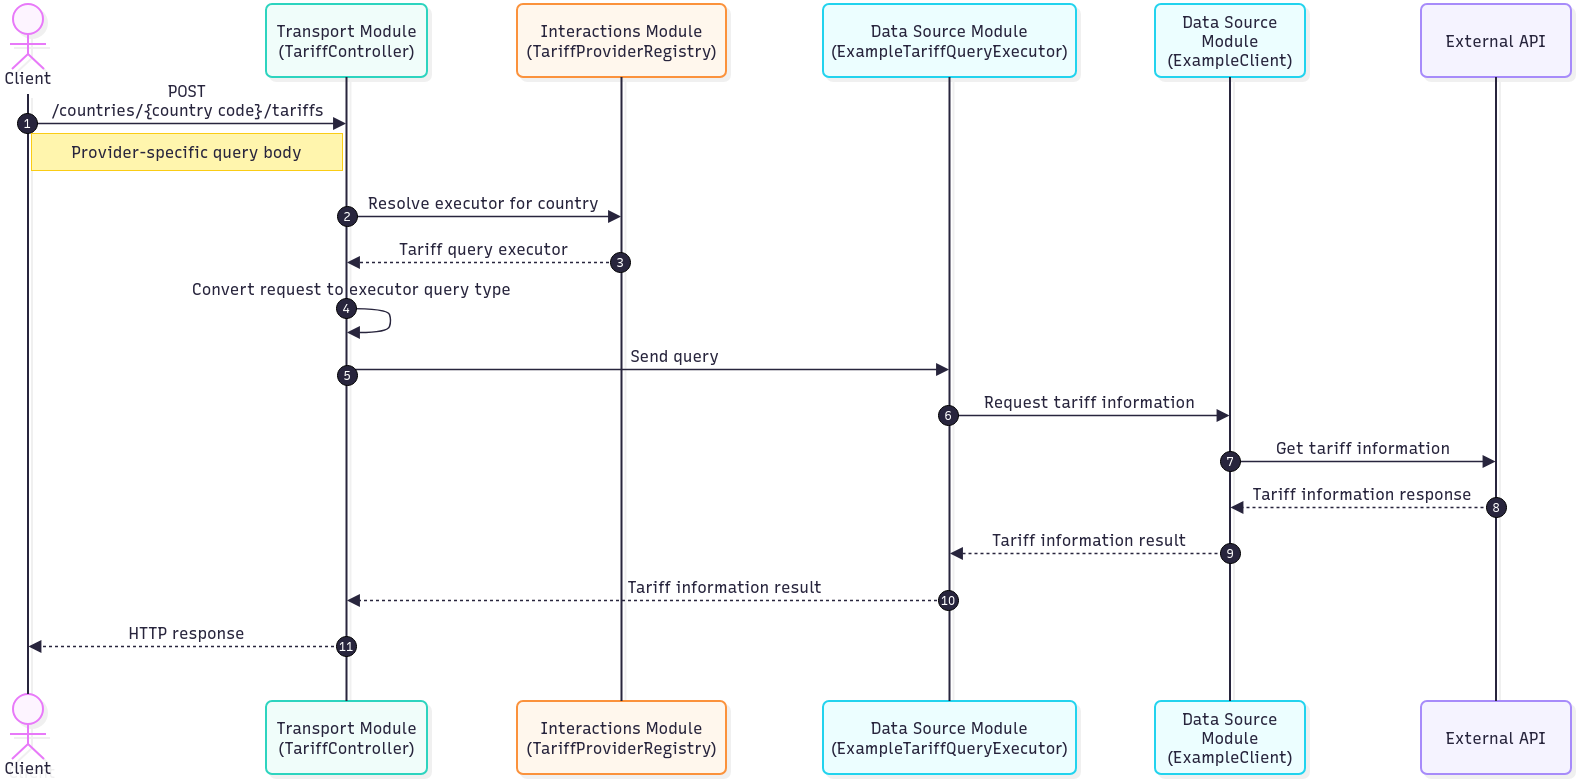 Client
Transport Module
(TariffController)
Interactions Module
(TariffProviderRegistry)
Data Source Module
(ExampleTariffQueryExecutor)
Data Source
Module
(ExampleClient)
External API
POST
/countries/{country code}/tariffs
1
Provider-specific query body
Resolve executor for country
2
Tariff query executor
3
Convert request to executor query type
4
Send query
5
Request tariff information
6
Get tariff information
7
Tariff information response
8
Tariff information result
9
Tariff information result
10
HTTP response
11
Client
Transport Module
(TariffController)
Interactions Module
(TariffProviderRegistry)
Data Source Module
(ExampleTariffQueryExecutor)
Data Source
Module
(ExampleClient)
External API